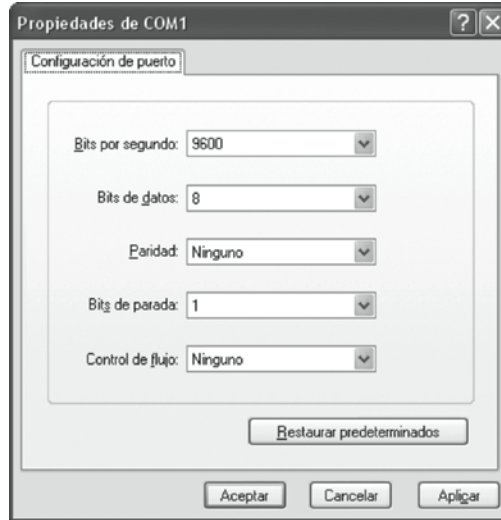 Propiedades de COM1
Configuración de puerto
Bits por segundo: 9600
Bits de datos: 8
Paridad: Ninguno
Bits de parada: 1
Control de flujo: Ninguno
Restaurar predeterminados
Aceptar Cancelar Aplicar